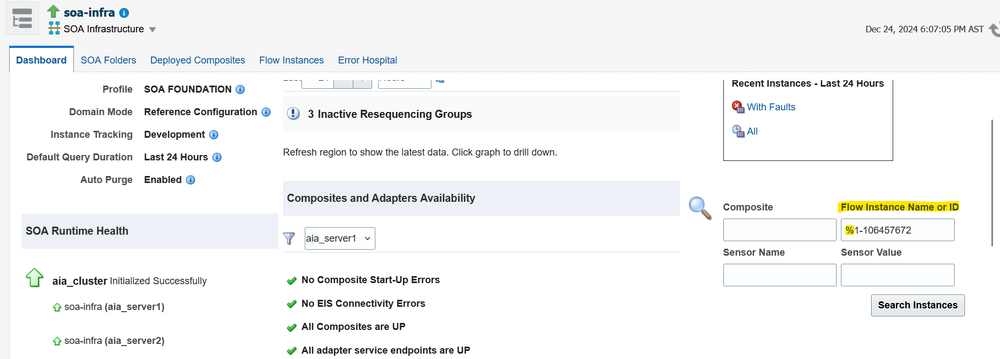 soa-infra
SOA Infrastructure
Dec 24, 2024 6:07:05 PM AST
Dashboard SOA Folders Deployed Composites Flow Instances Error Hospital
Profile SOA FOUNDATION
Domain Mode Reference Configuration
Instance Tracking Development
Default Query Duration Last 24 Hours
Auto Purge Enabled
SOA Runtime Health
aia_cluster Initialized Successfully
soa-infra (aia_server1)
soa-infra (aia_server2)
3 Inactive Resequencing Groups
Refresh region to show the latest data. Click graph to drill down.
Composites and Adapters Availability
aia_server1
No Composite Start-Up Errors
No EIS Connectivity Errors
All Composites are UP
All adapter service endpoints are UP
Recent Instances - Last 24 Hours
With Faults
All
Composite Flow Instance Name or ID
%1-106457672
Sensor Name Sensor Value
Search Instances